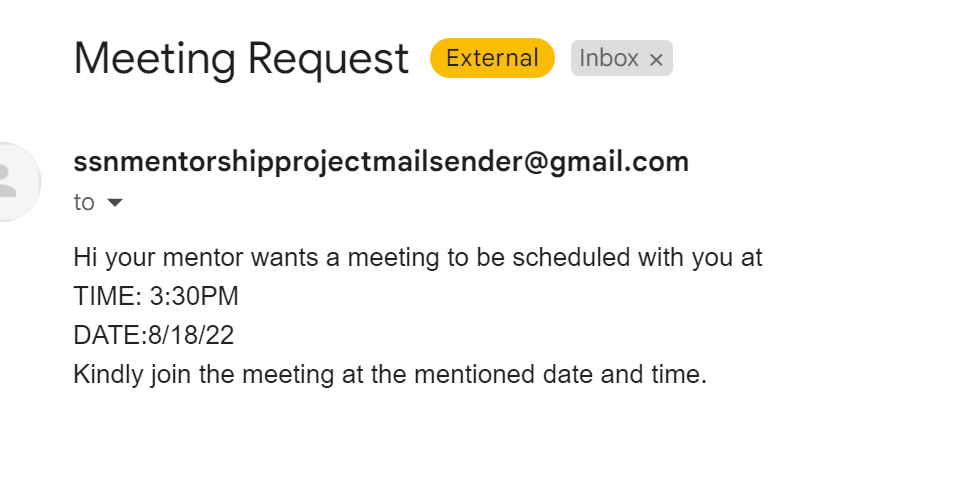 Meeting Request External Inbox ×
ssnmentorshipprojectmailsender@gmail.com
to
Hi your mentor wants a meeting to be scheduled with you at
TIME: 3:30PM
DATE:8/18/22
Kindly join the meeting at the mentioned date and time.